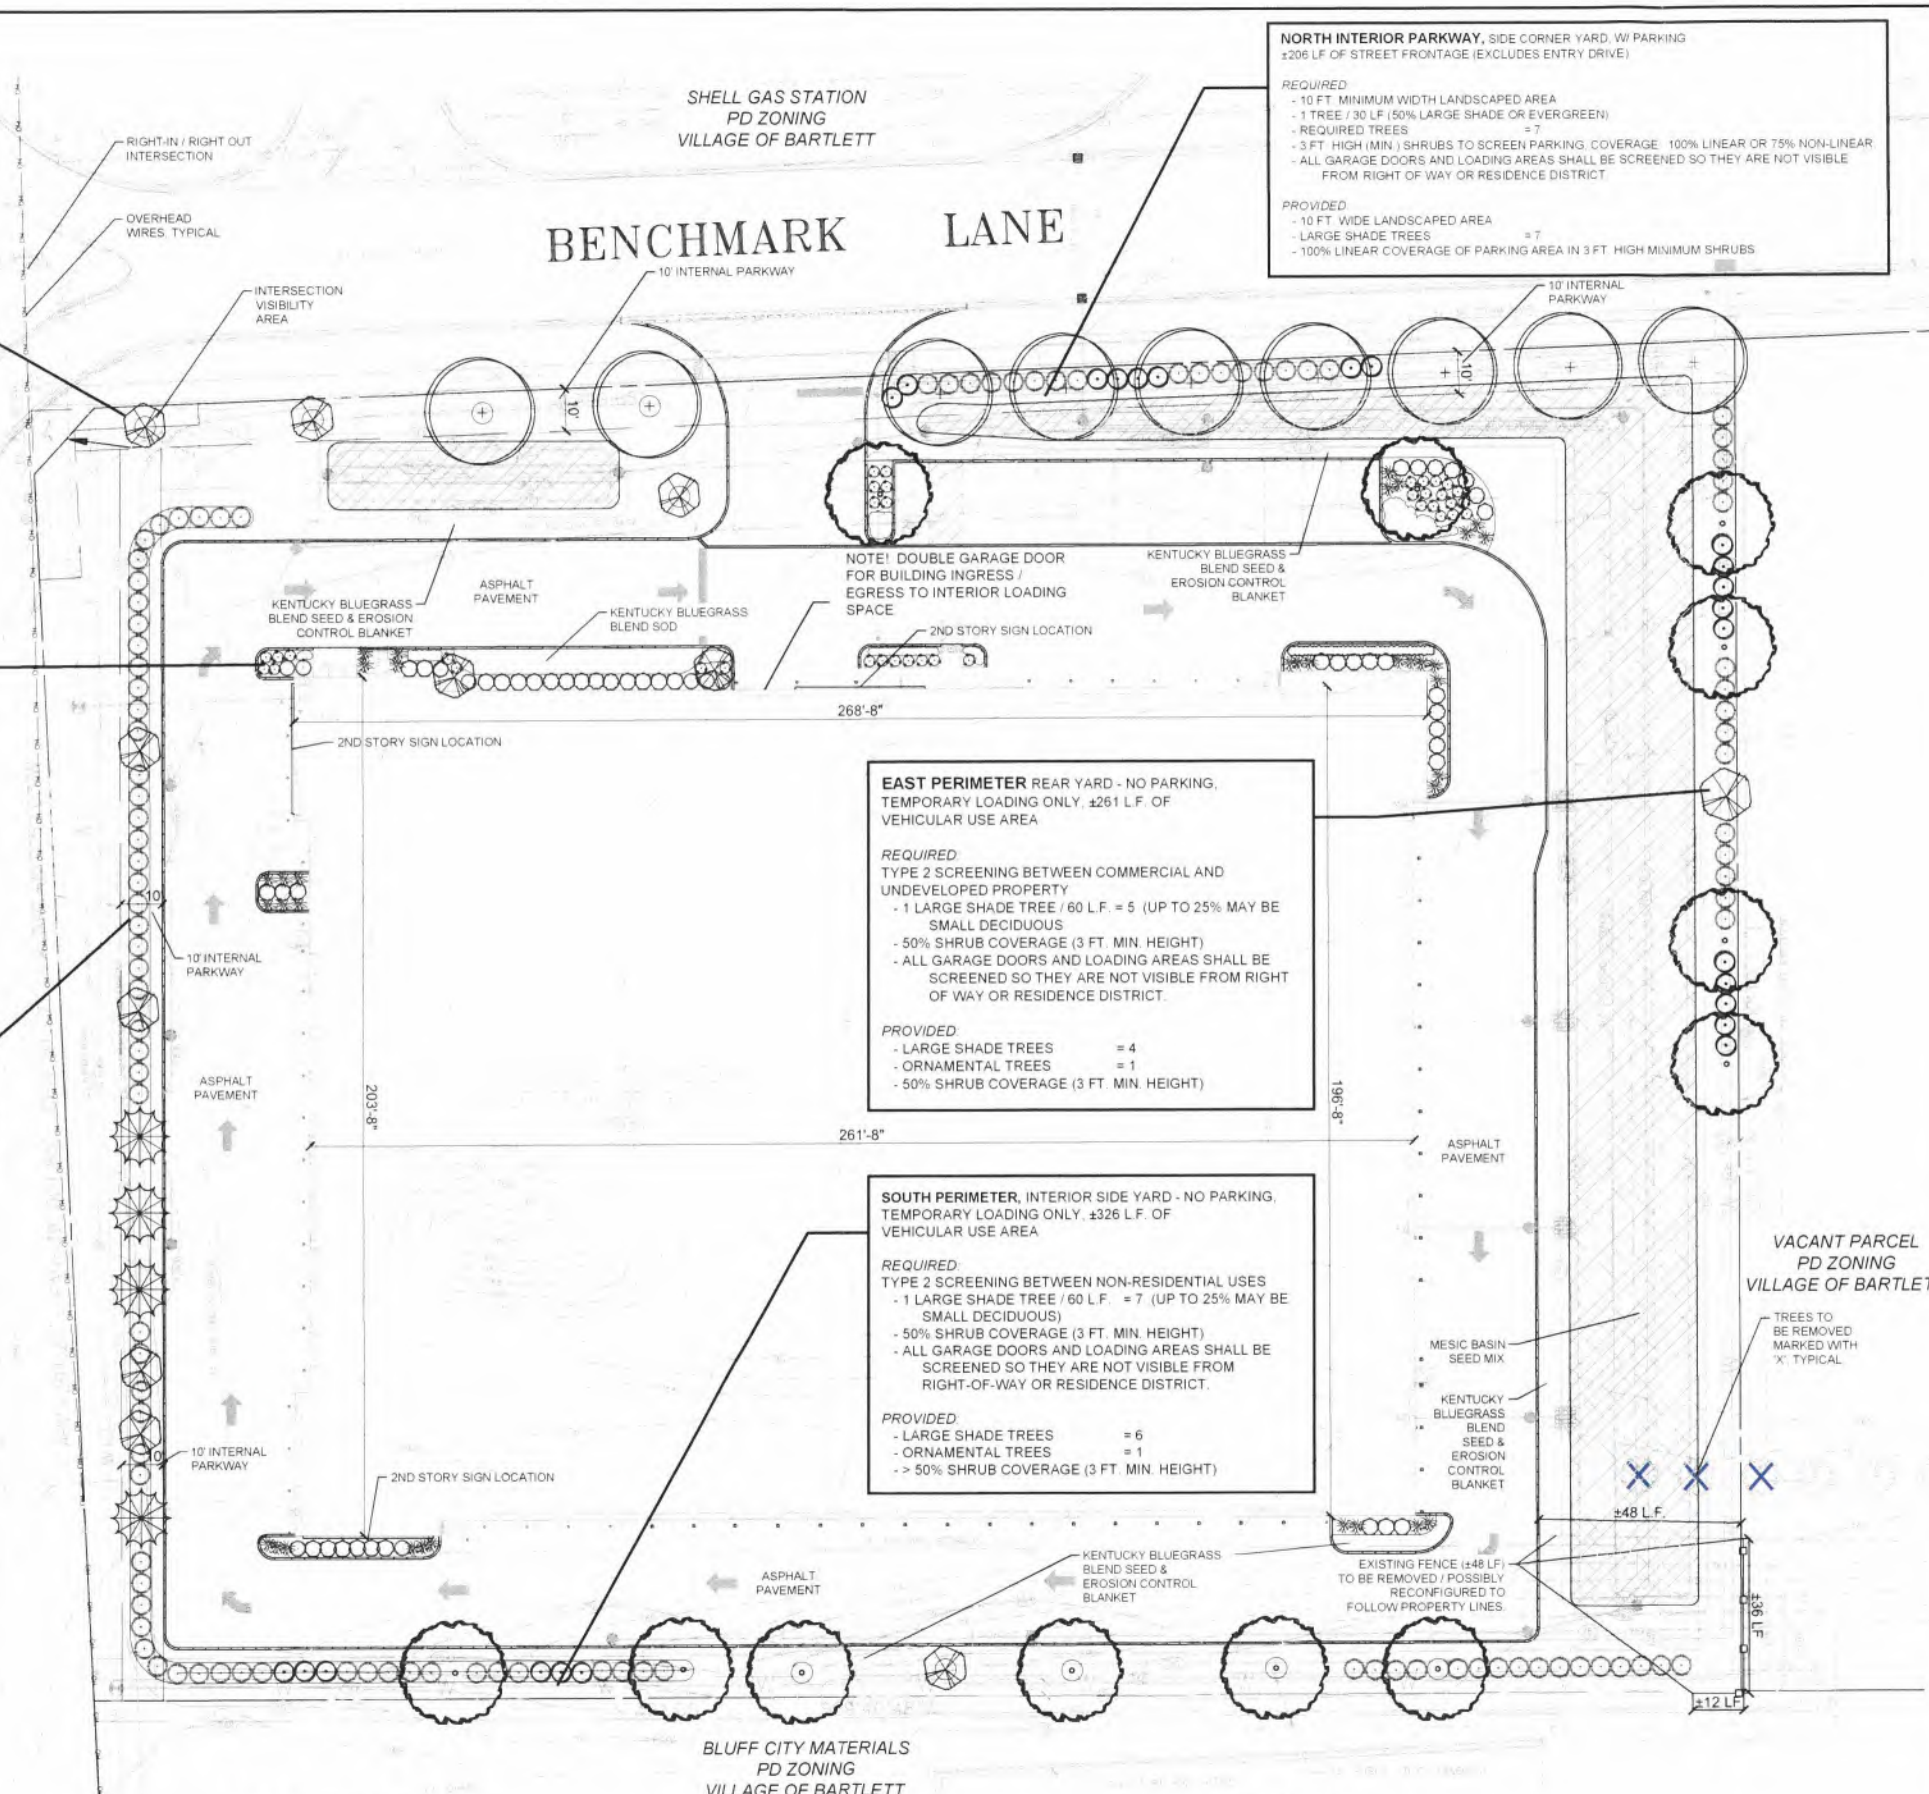 NORTH INTERIOR PARKWAY, SIDE CORNER YARD, W/ PARKING
±206 LF OF STREET FRONTAGE (EXCLUDES ENTRY DRIVE)
REQUIRED
- 10 FT. MINIMUM WIDTH LANDSCAPED AREA
- 1 TREE / 30 LF (50% LARGE SHADE OR EVERGREEN)
- REQUIRED TREES = 7
- 3 FT. HIGH (MIN.) SHRUBS TO SCREEN PARKING, COVERAGE 100% LINEAR OR 75% NON-LINEAR
- ALL GARAGE DOORS AND LOADING AREAS SHALL BE SCREENED SO THEY ARE NOT VISIBLE
FROM RIGHT OF WAY OR RESIDENCE DISTRICT.
PROVIDED
- 10 FT. WIDE LANDSCAPED AREA
- LARGE SHADE TREES = 7
- 100% LINEAR COVERAGE OF PARKING AREA IN 3 FT. HIGH MINIMUM SHRUBS
SHELL GAS STATION
PD ZONING
VILLAGE OF BARTLETT
RIGHT-IN / RIGHT OUT
INTERSECTION
OVERHEAD
WIRES, TYPICAL
BENCHMARK LANE
10' INTERNAL PARKWAY
INTERSECTION
VISIBILITY
AREA
10' INTERNAL
PARKWAY
10'
10'
NOTE! DOUBLE GARAGE DOOR
FOR BUILDING INGRESS /
EGRESS TO INTERIOR LOADING
SPACE
KENTUCKY BLUEGRASS
BLEND SEED &
EROSION CONTROL
BLANKET
ASPHALT
PAVEMENT
KENTUCKY BLUEGRASS
BLEND SEED & EROSION
CONTROL BLANKET
KENTUCKY BLUEGRASS
BLEND SOD
2ND STORY SIGN LOCATION
268'-8"
2ND STORY SIGN LOCATION
EAST PERIMETER REAR YARD - NO PARKING,
TEMPORARY LOADING ONLY, ±261 L.F. OF
VEHICULAR USE AREA
REQUIRED
TYPE 2 SCREENING BETWEEN COMMERCIAL AND
UNDEVELOPED PROPERTY
- 1 LARGE SHADE TREE / 60 L.F. = 5 (UP TO 25% MAY BE
SMALL DECIDUOUS
- 50% SHRUB COVERAGE (3 FT. MIN. HEIGHT)
- ALL GARAGE DOORS AND LOADING AREAS SHALL BE
SCREENED SO THEY ARE NOT VISIBLE FROM RIGHT
OF WAY OR RESIDENCE DISTRICT.
PROVIDED
- LARGE SHADE TREES = 4
- ORNAMENTAL TREES = 1
- 50% SHRUB COVERAGE (3 FT. MIN. HEIGHT)
10'
10' INTERNAL
PARKWAY
ASPHALT
PAVEMENT
203'-8"
196'-8"
261'-8"
ASPHALT
PAVEMENT
SOUTH PERIMETER, INTERIOR SIDE YARD - NO PARKING,
TEMPORARY LOADING ONLY, ±326 L.F. OF
VEHICULAR USE AREA
REQUIRED:
TYPE 2 SCREENING BETWEEN NON-RESIDENTIAL USES
- 1 LARGE SHADE TREE / 60 L.F. = 7 (UP TO 25% MAY BE
SMALL DECIDUOUS)
- 50% SHRUB COVERAGE (3 FT. MIN. HEIGHT)
- ALL GARAGE DOORS AND LOADING AREAS SHALL BE
SCREENED SO THEY ARE NOT VISIBLE FROM
RIGHT-OF-WAY OR RESIDENCE DISTRICT.
PROVIDED
- LARGE SHADE TREES = 6
- ORNAMENTAL TREES = 1
- > 50% SHRUB COVERAGE (3 FT. MIN. HEIGHT)
VACANT PARCEL
PD ZONING
VILLAGE OF BARTLET
TREES TO
BE REMOVED
MARKED WITH
'X', TYPICAL
MESIC BASIN
SEED MIX
KENTUCKY
BLUEGRASS
BLEND
SEED &
EROSION
CONTROL
BLANKET
10' INTERNAL
PARKWAY
10'
2ND STORY SIGN LOCATION
±48 L.F.
EXISTING FENCE (±48 LF)
TO BE REMOVED / POSSIBLY
RECONFIGURED TO
FOLLOW PROPERTY LINES.
±36 LF
±12 LF
KENTUCKY BLUEGRASS
BLEND SEED &
EROSION CONTROL
BLANKET
ASPHALT
PAVEMENT
BLUFF CITY MATERIALS
PD ZONING
VILLAGE OF BARTLETT